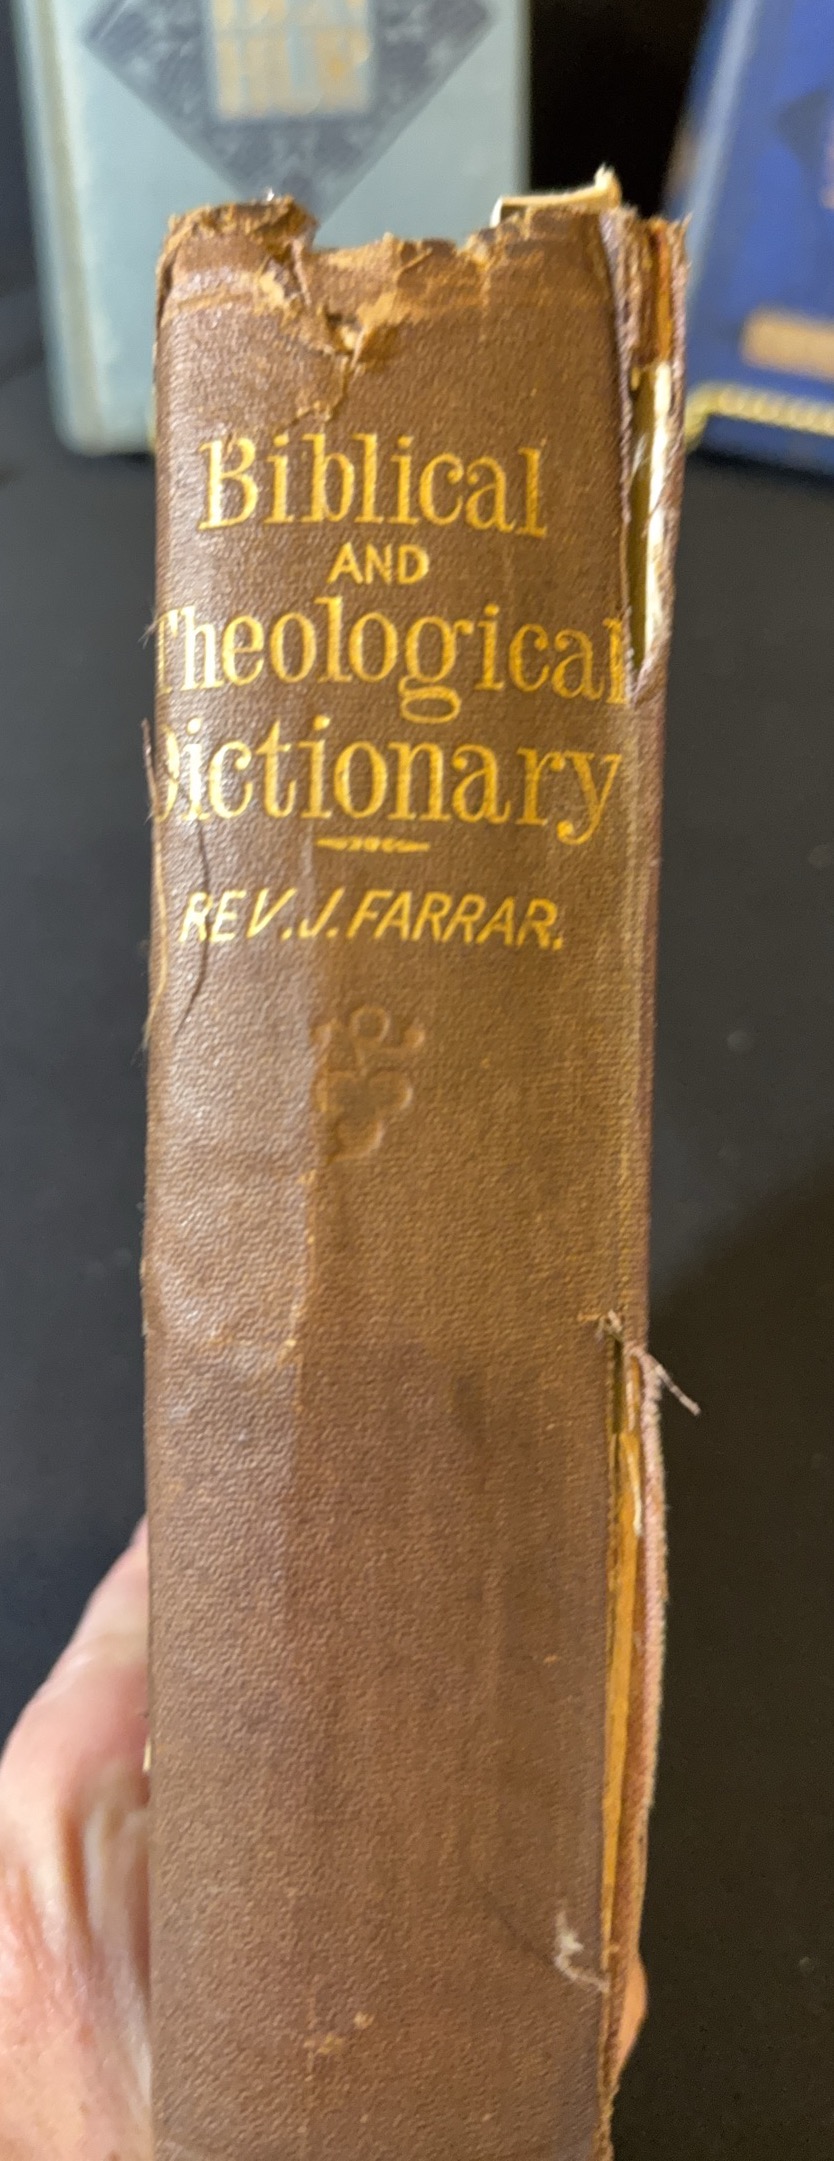 Biblical
AND
Theological
Dictionary
REV. J. FARRAR.